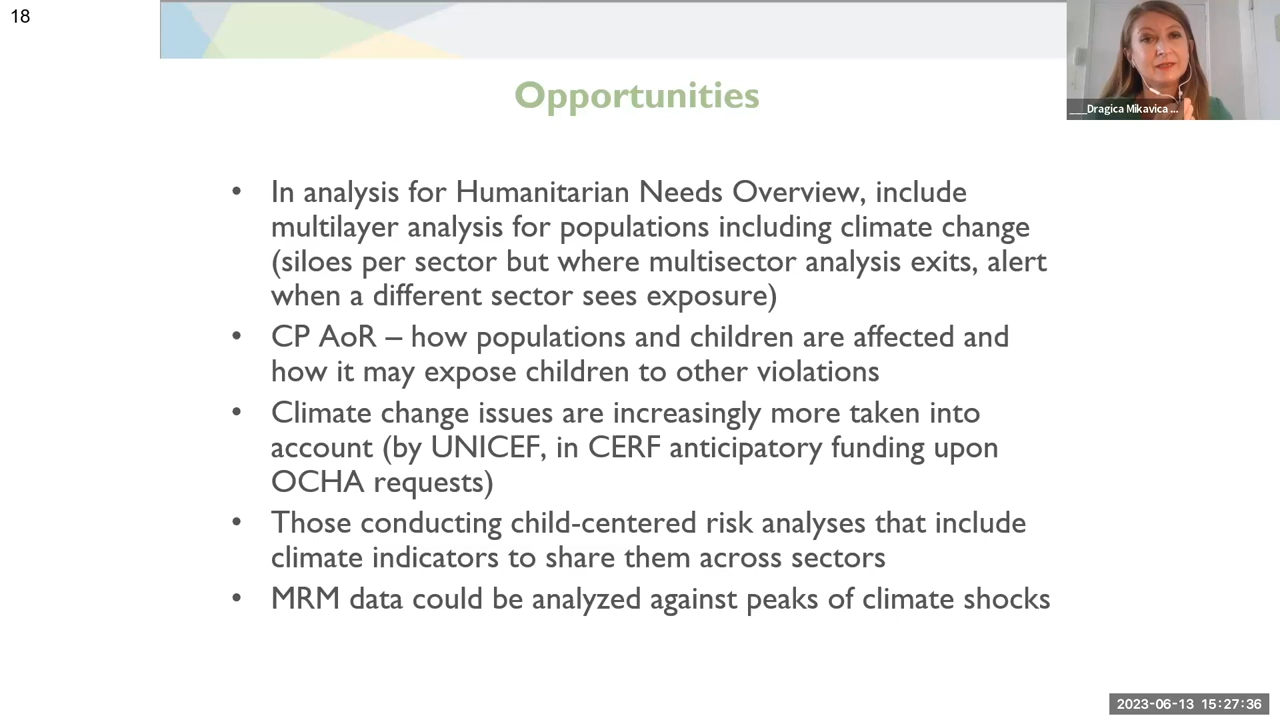 18
___Dragica Mikavica ...
Opportunities
• In analysis for Humanitarian Needs Overview, include
multilayer analysis for populations including climate change
(siloes per sector but where multisector analysis exits, alert
when a different sector sees exposure)
• CP AoR – how populations and children are affected and
how it may expose children to other violations
• Climate change issues are increasingly more taken into
account (by UNICEF, in CERF anticipatory funding upon
OCHA requests)
• Those conducting child-centered risk analyses that include
climate indicators to share them across sectors
• MRM data could be analyzed against peaks of climate shocks
2023-06-13 15:27:36